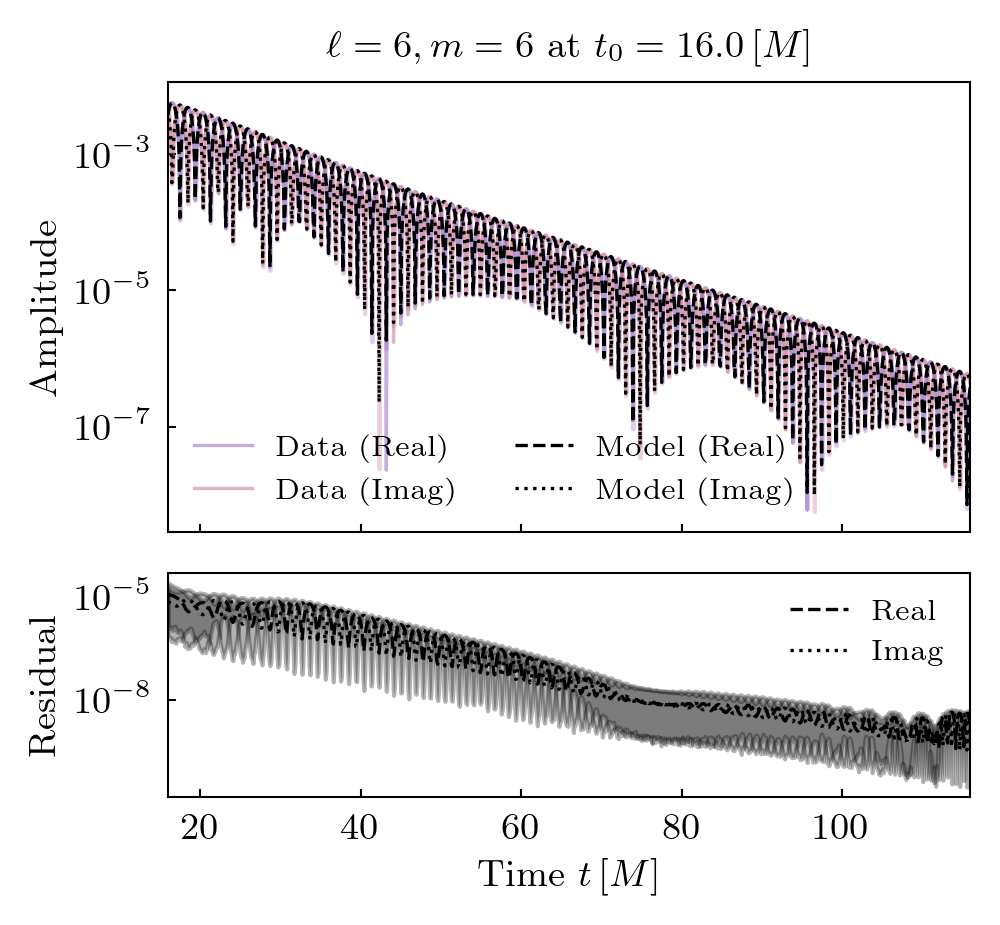 ℓ = 6, m = 6 at t₀ = 16.0 [M]
Amplitude
10⁻³
10⁻⁵
10⁻⁷
Data (Real)
Data (Imag)
Model (Real)
Model (Imag)
Residual
10⁻⁵
10⁻⁸
Real
Imag
20 40 60 80 100
Time t [M]